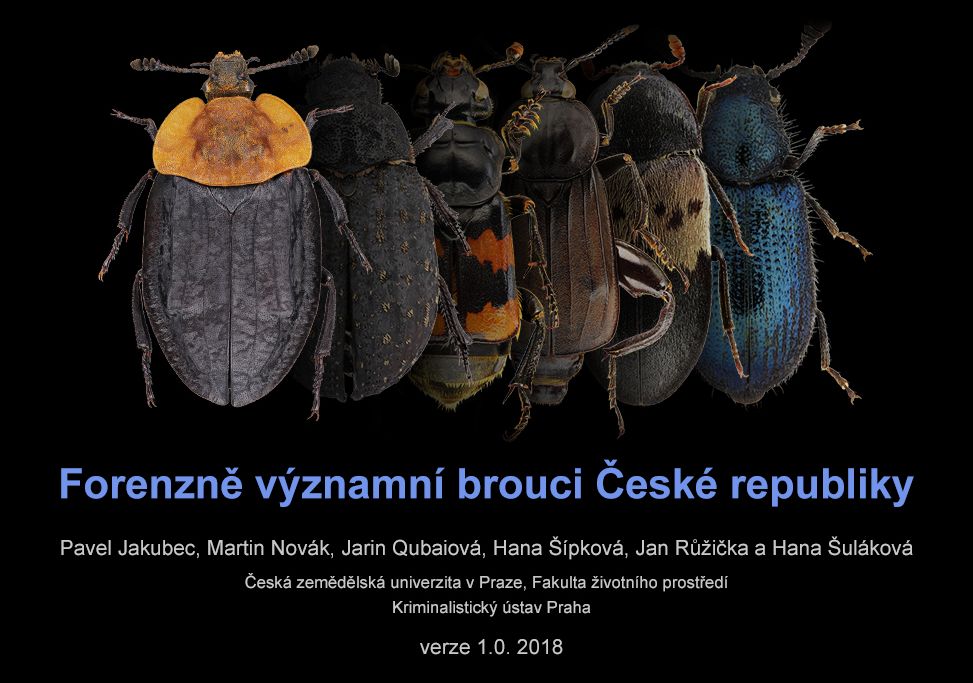 Forenzně významní brouci České republiky
Pavel Jakubec, Martin Novák, Jarin Qubaiová, Hana Šípková, Jan Růžička a Hana Šuláková
Česká zemědělská univerzita v Praze, Fakulta životního prostředí
Kriminalistický ústav Praha
verze 1.0. 2018